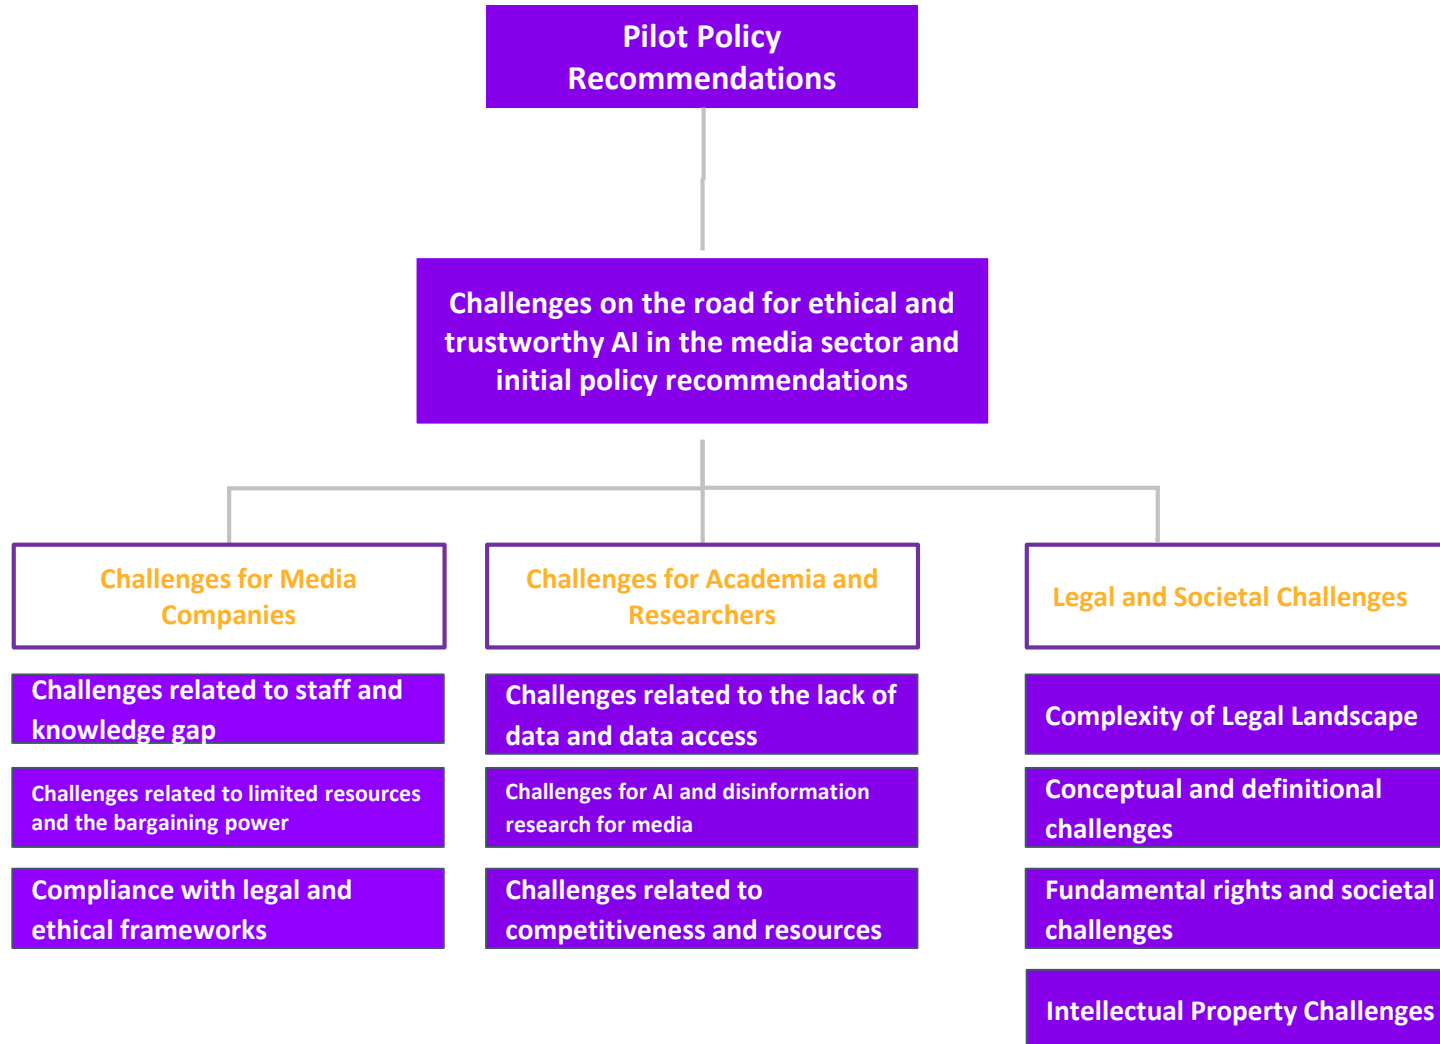 Pilot Policy
Recommendations
Challenges on the road for ethical and
trustworthy AI in the media sector and
initial policy recommendations
Challenges for Media
Companies
Challenges related to staff and
knowledge gap
Challenges related to limited resources
and the bargaining power
Compliance with legal and
ethical frameworks
Challenges for Academia and
Researchers
Challenges related to the lack of
data and data access
Challenges for AI and disinformation
research for media
Challenges related to
competitiveness and resources
Legal and Societal Challenges
Complexity of Legal Landscape
Conceptual and definitional
challenges
Fundamental rights and societal
challenges
Intellectual Property Challenges